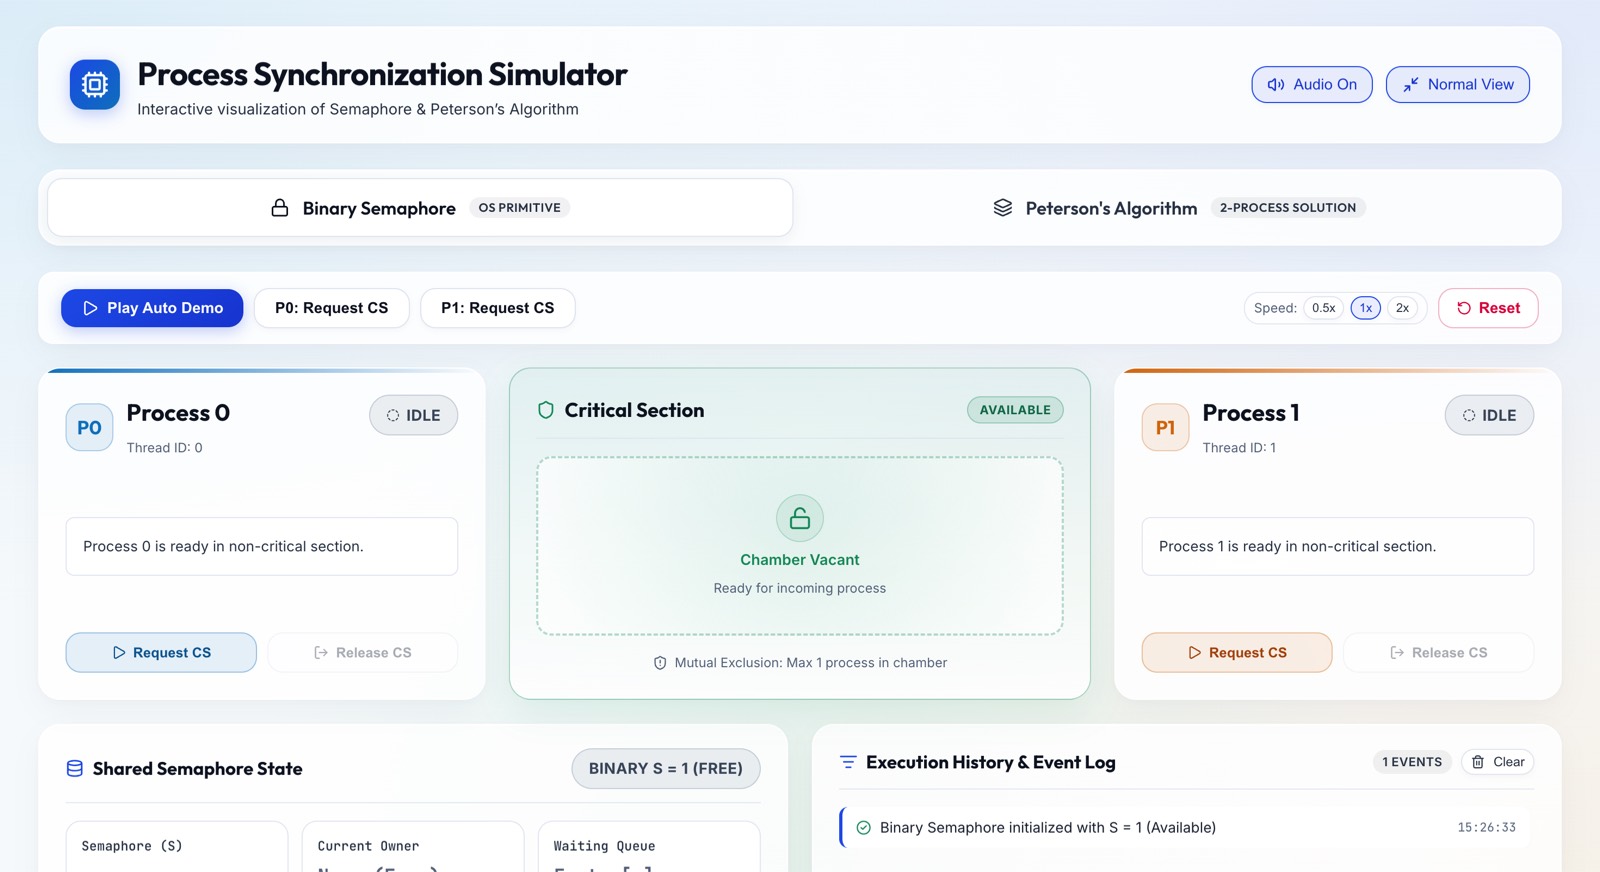 Process Synchronization Simulator
Interactive visualization of Semaphore & Peterson's Algorithm
Audio On
Normal View
Binary Semaphore
OS PRIMITIVE
Peterson's Algorithm
2-PROCESS SOLUTION
Play Auto Demo
P0: Request CS
P1: Request CS
Speed:
0.5x
1x
2x
Reset
P0
Process 0
Thread ID: 0
IDLE
Process 0 is ready in non-critical section.
Request CS
Release CS
Critical Section
AVAILABLE
Chamber Vacant
Ready for incoming process
Mutual Exclusion: Max 1 process in chamber
P1
Process 1
Thread ID: 1
IDLE
Process 1 is ready in non-critical section.
Request CS
Release CS
Shared Semaphore State
BINARY S = 1 (FREE)
Semaphore (S)
Current Owner
Waiting Queue
Execution History & Event Log
1 EVENTS
Clear
Binary Semaphore initialized with S = 1 (Available)
15:26:33